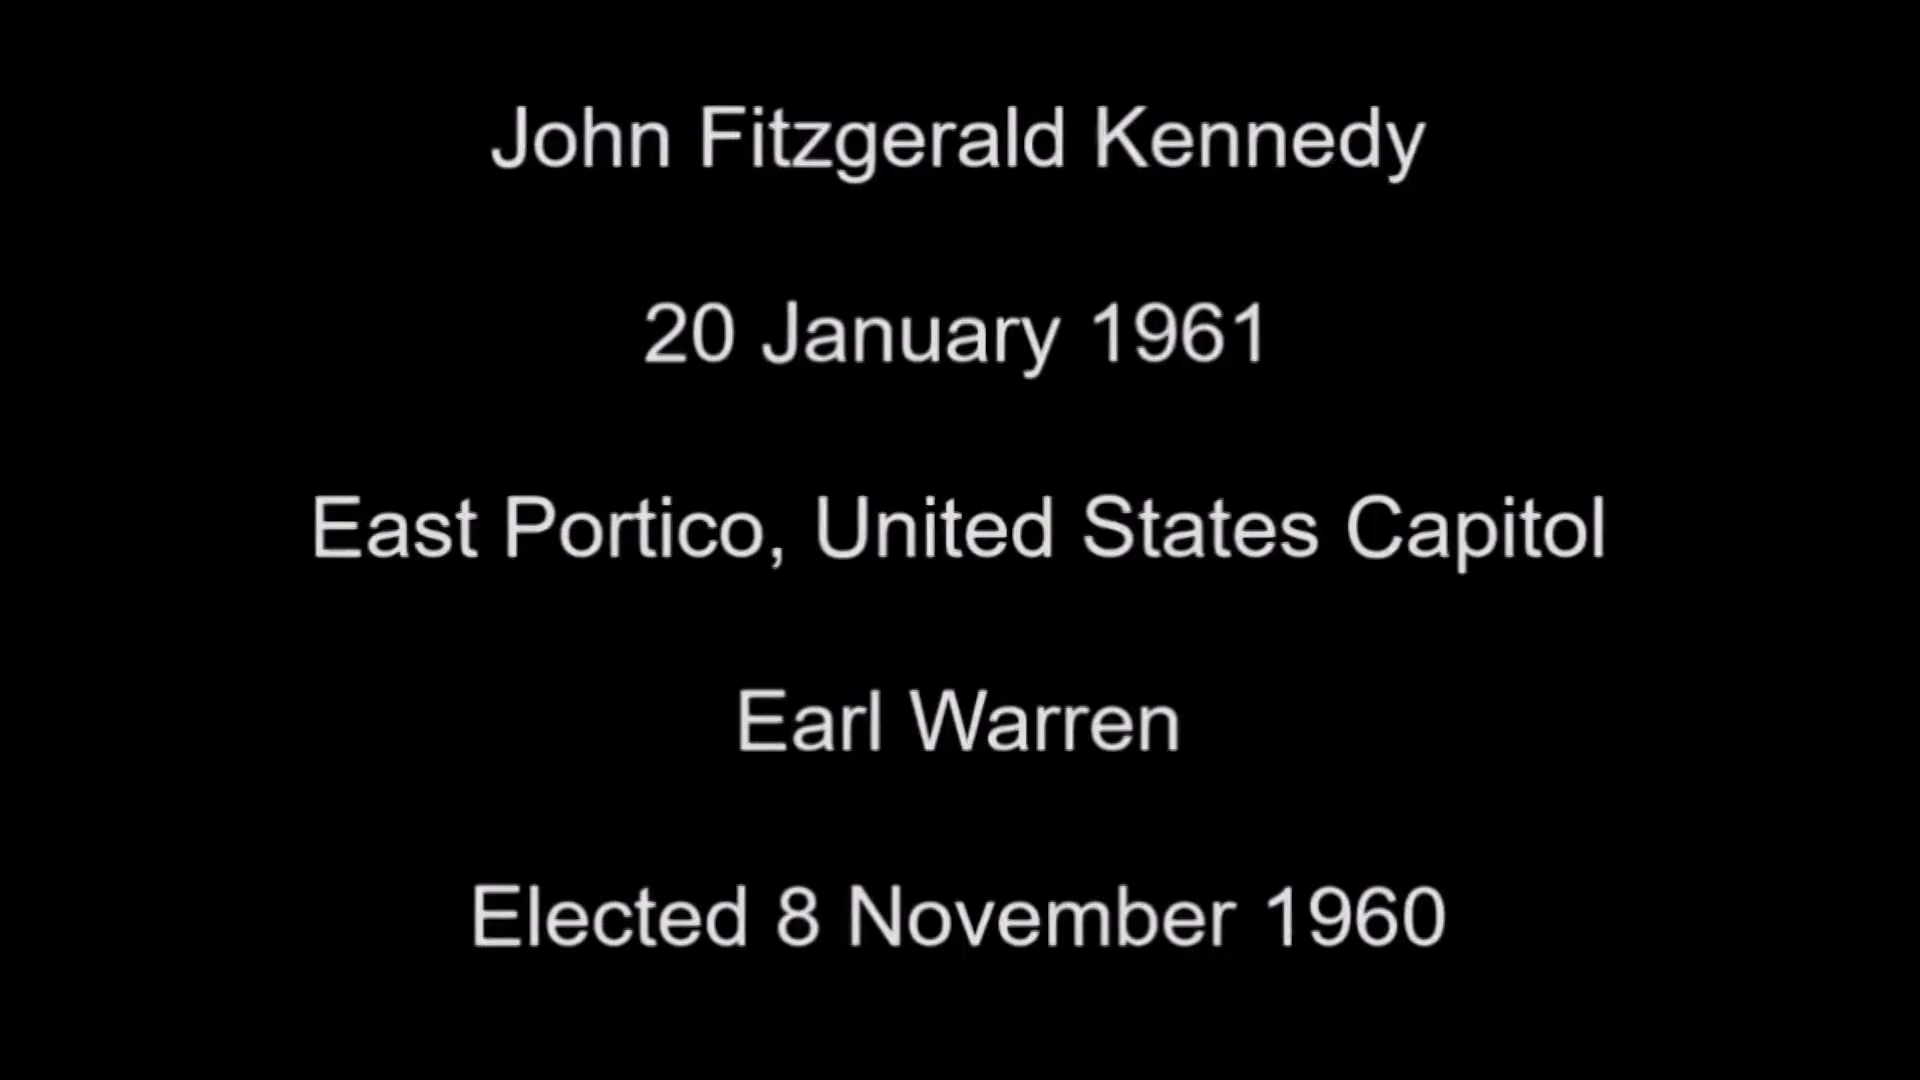 John Fitzgerald Kennedy
20 January 1961
East Portico, United States Capitol
Earl Warren
Elected 8 November 1960